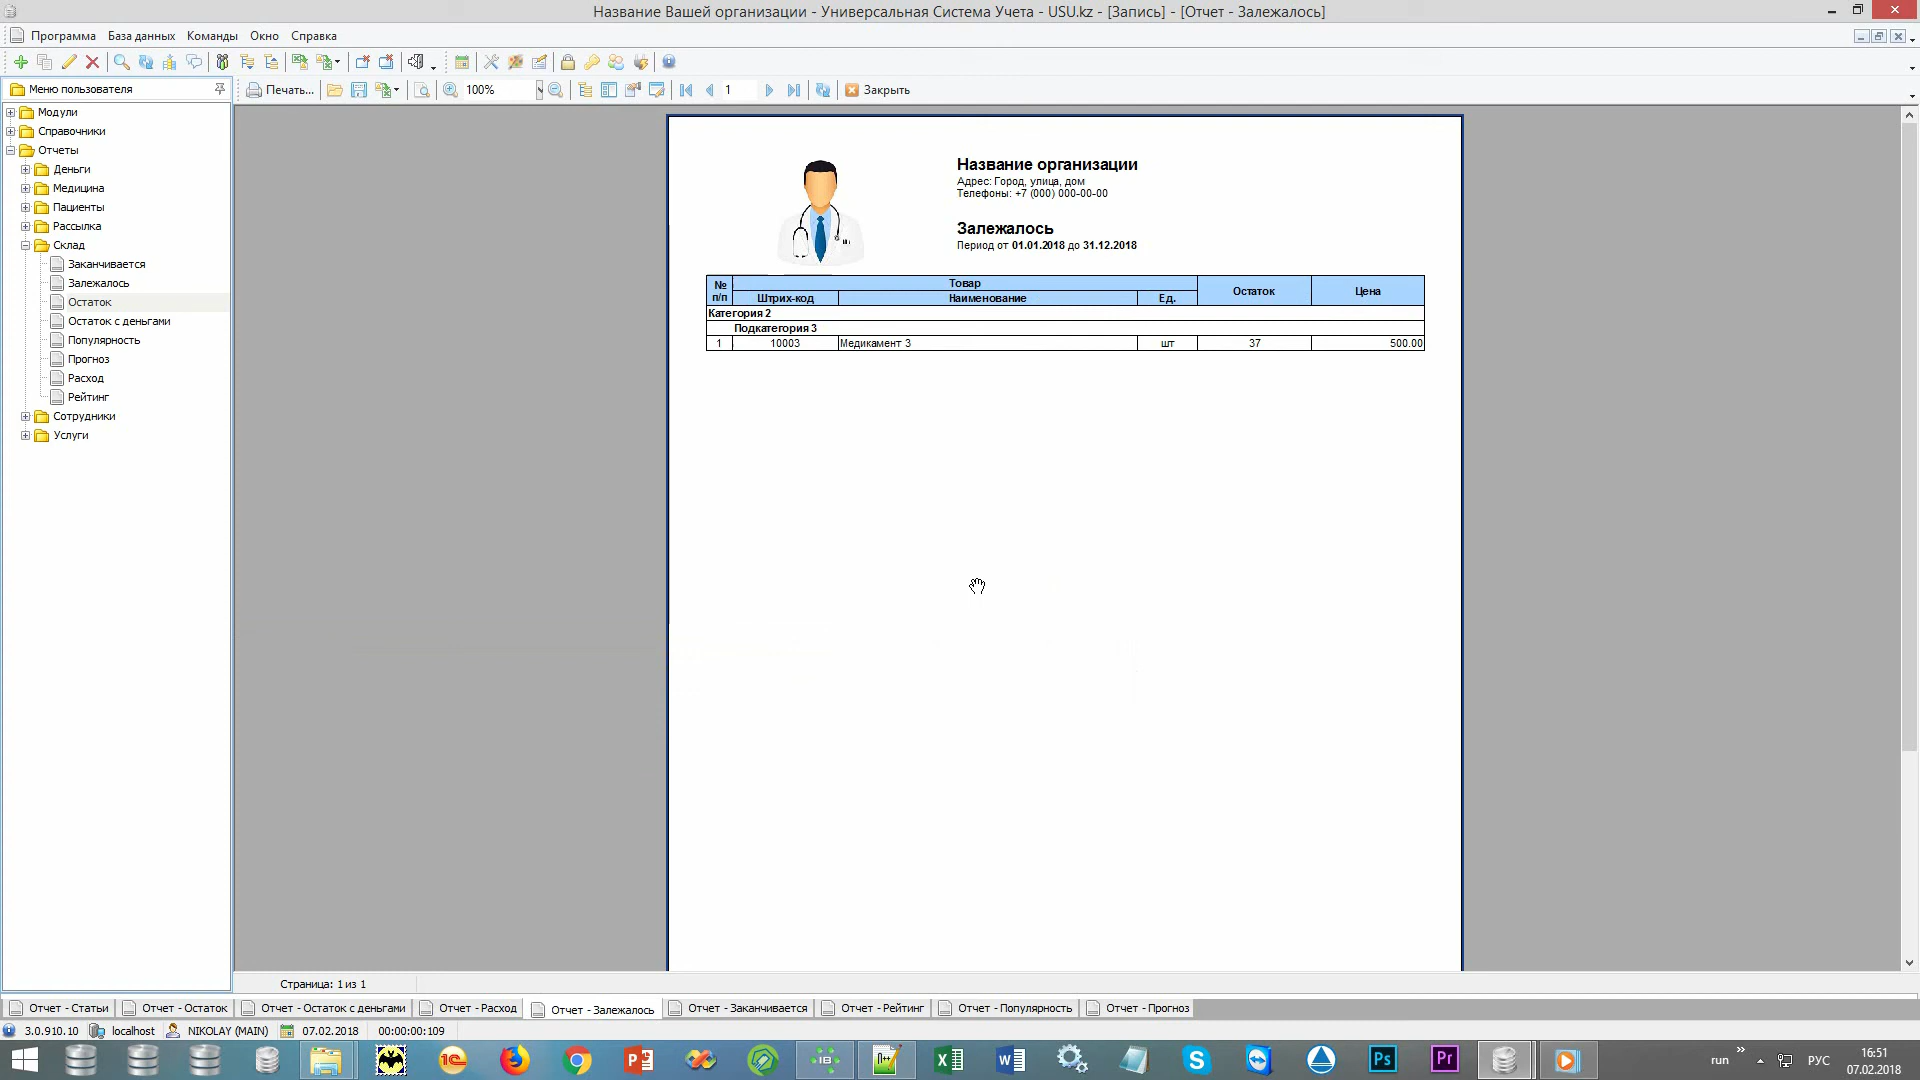 Название Вашей организации - Универсальная Система Учета - USU.kz - [Запись] - [Отчет - Залежалось]
Программа База данных Команды Окно Справка
Меню пользователя
Печать... 100% 1 Закрыть
Модули
Справочники
Отчеты
Деньги
Медицина
Пациенты
Рассылка
Склад
Заканчивается
Залежалось
Остаток
Остаток с деньгами
Популярность
Прогноз
Расход
Рейтинг
Сотрудники
Услуги
Название организации
Адрес: Город, улица, дом
Телефоны: +7 (000) 000-00-00
Залежалось
Период от 01.01.2018 до 31.12.2018
№ п/п Товар Остаток Цена
Штрих-код Наименование Ед.
Категория 2
Подкатегория 3
1 10003 Медикамент 3 шт 37 500.00
Страница: 1 из 1
Отчет - Статьи Отчет - Остаток Отчет - Остаток с деньгами Отчет - Расход Отчет - Залежалось Отчет - Заканчивается Отчет - Рейтинг Отчет - Популярность Отчет - Прогноз
3.0.910.10 localhost NIKOLAY (MAIN) 07.02.2018 00:00:00:109
run РУС 16:51
07.02.2018